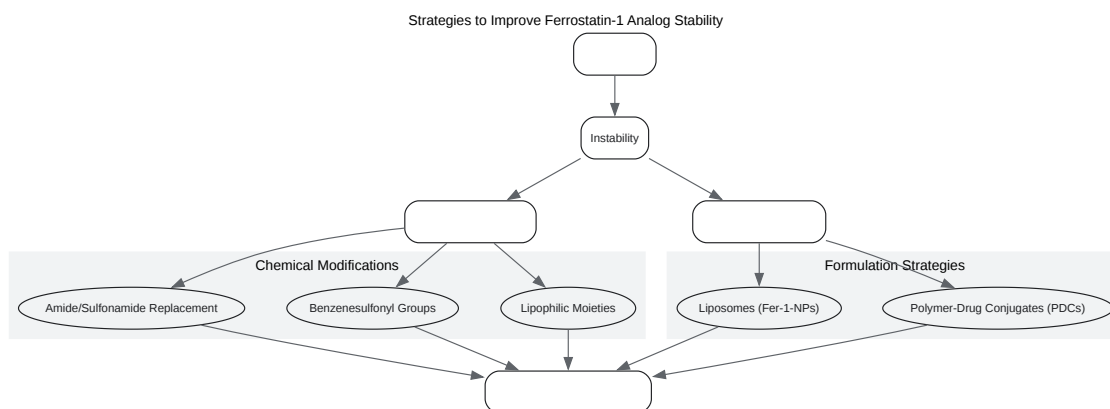 Strategies to Improve Ferrostatin-1 Analog Stability
Instability
Chemical Modifications
Formulation Strategies
Amide/Sulfonamide Replacement
Benzenesulfonyl Groups
Lipophilic Moieties
Liposomes (Fer-1-NPs)
Polymer-Drug Conjugates (PDCs)